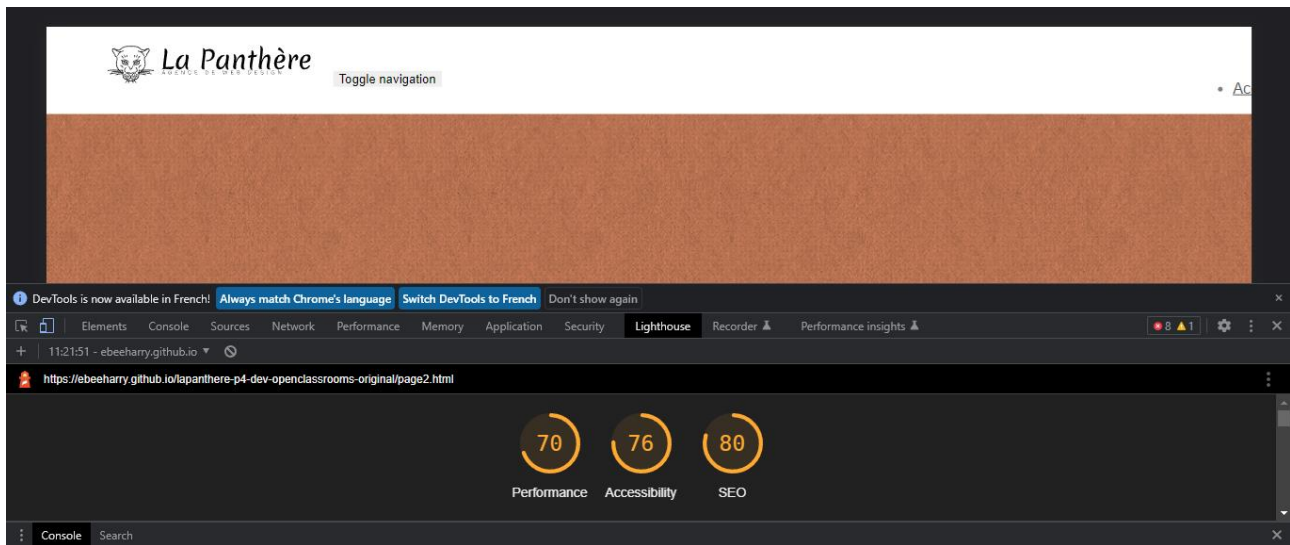 La Panthère
AGENCE DE WEB DESIGN
Toggle navigation
• Ac
DevTools is now available in French! Always match Chrome's language Switch DevTools to French Don't show again
Elements Console Sources Network Performance Memory Application Security Lighthouse Recorder Performance insights 8 1
11:21:51 - ebeeharry.github.io
https://ebeeharry.github.io/lapanthere-p4-dev-openclassrooms-original/page2.html
70 76 80
Performance Accessibility SEO
Console Search